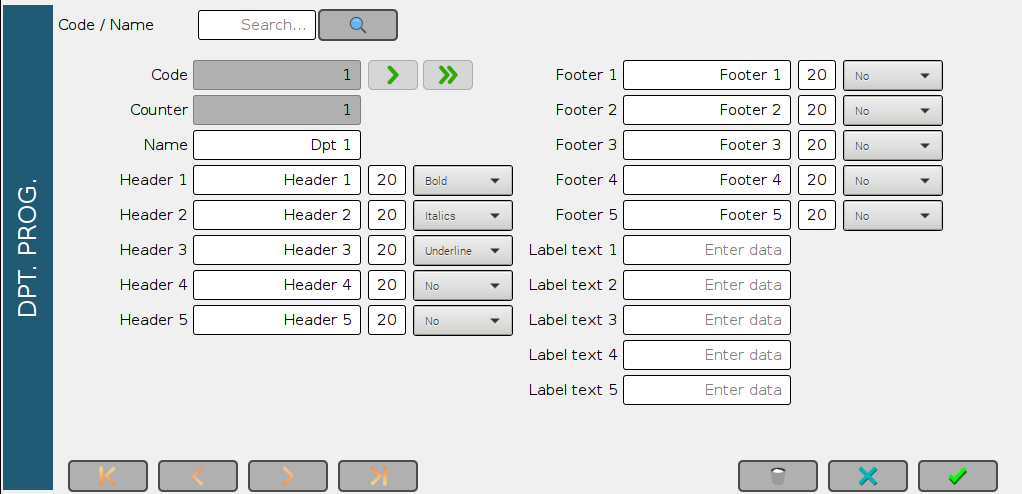 DPT. PROG.
Code / Name Search...
Code 1
Counter 1
Name Dpt 1
Header 1 Header 1 20 Bold
Header 2 Header 2 20 Italics
Header 3 Header 3 20 Underline
Header 4 Header 4 20 No
Header 5 Header 5 20 No
Footer 1 Footer 1 20 No
Footer 2 Footer 2 20 No
Footer 3 Footer 3 20 No
Footer 4 Footer 4 20 No
Footer 5 Footer 5 20 No
Label text 1 Enter data
Label text 2 Enter data
Label text 3 Enter data
Label text 4 Enter data
Label text 5 Enter data